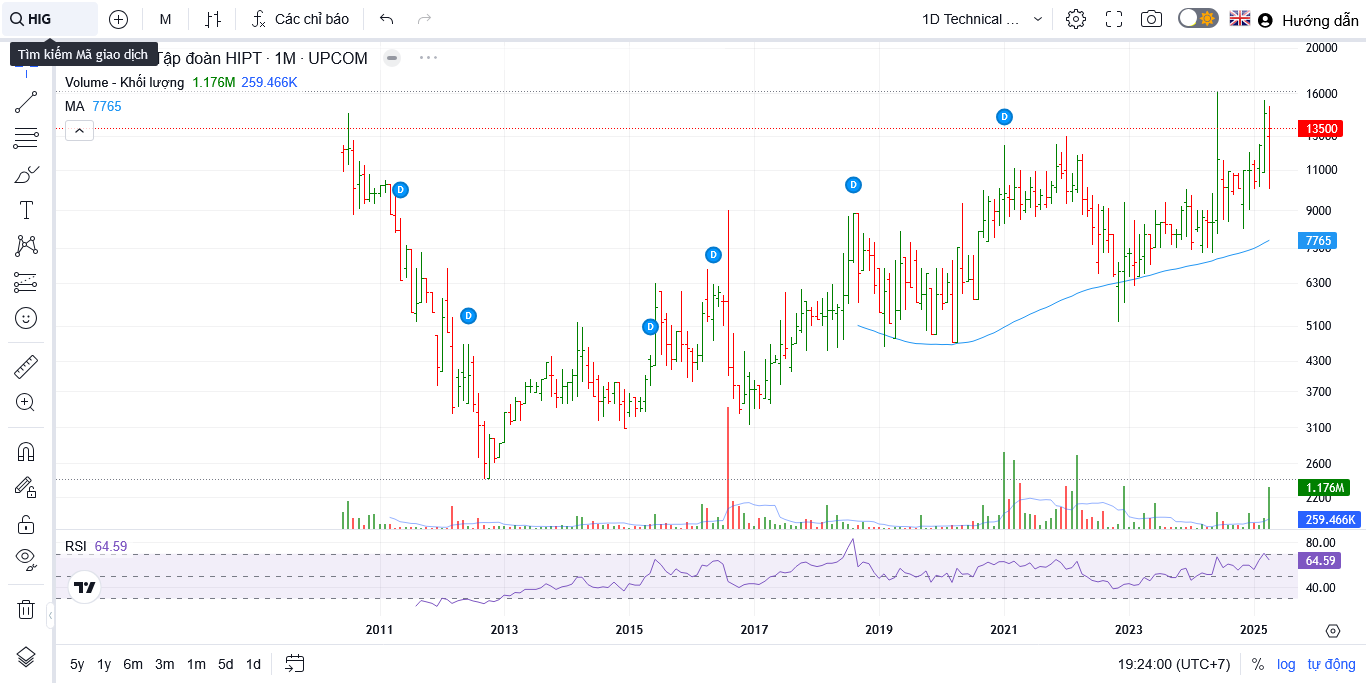 HIG
M
Các chỉ báo
1D Technical ...
Hướng dẫn
Tìm kiếm Mã giao dịch
Tập đoàn HIPT · 1M · UPCOM
Volume - Khối lượng 1.176M 259.466K
MA 7765
20000
16000
13500
11000
9000
7765
6300
5100
4300
3700
3100
2600
1.176M
2200
259.466K
D
D
D
D
D
D
RSI 64.59
80.00
64.59
40.00
2011
2013
2015
2017
2019
2021
2023
2025
5y 1y 6m 3m 1m 5d 1d
19:24:00 (UTC+7)
% log tự động